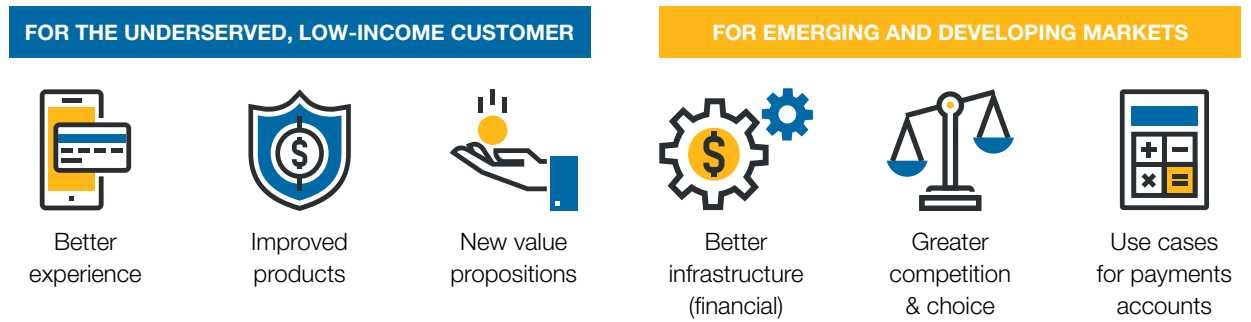 FOR THE UNDERSERVED, LOW-INCOME CUSTOMER
Better
experience
Improved
products
New value
propositions
FOR EMERGING AND DEVELOPING MARKETS
$
$
Better
infrastructure
(financial)
Greater
competition
& choice
+ −
× =
Use cases
for payments
accounts